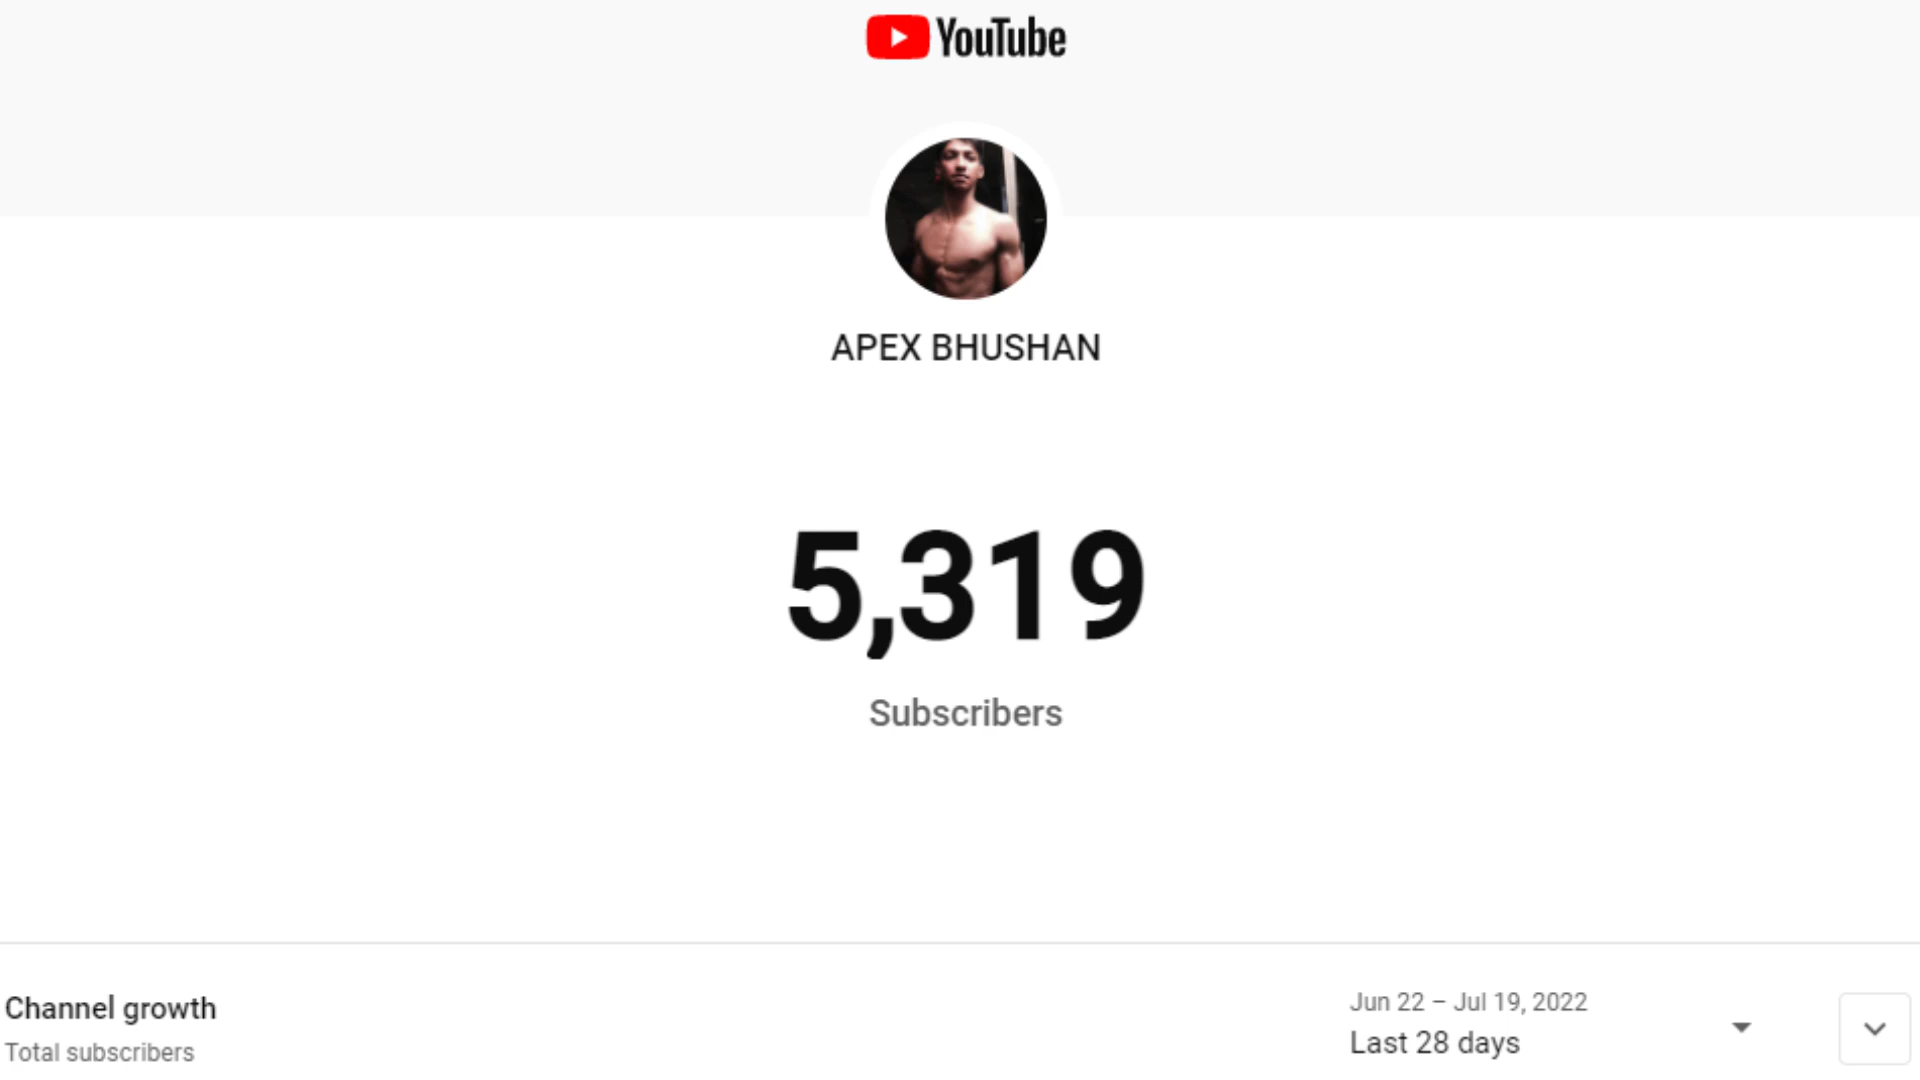 YouTube
APEX BHUSHAN
5,319
Subscribers
Channel growth
Total subscribers
Jun 22 – Jul 19, 2022
Last 28 days